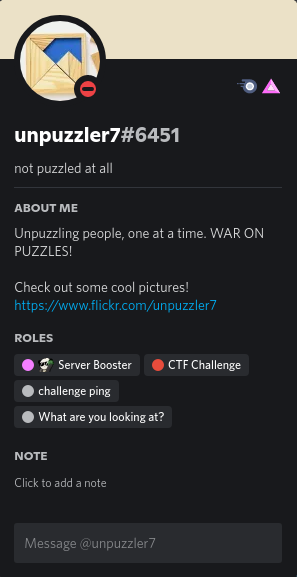 unpuzzler7#6451
not puzzled at all
ABOUT ME
Unpuzzling people, one at a time. WAR ON
PUZZLES!
Check out some cool pictures!
https://www.flickr.com/unpuzzler7
ROLES
Server Booster
CTF Challenge
challenge ping
What are you looking at?
NOTE
Click to add a note
Message @unpuzzler7